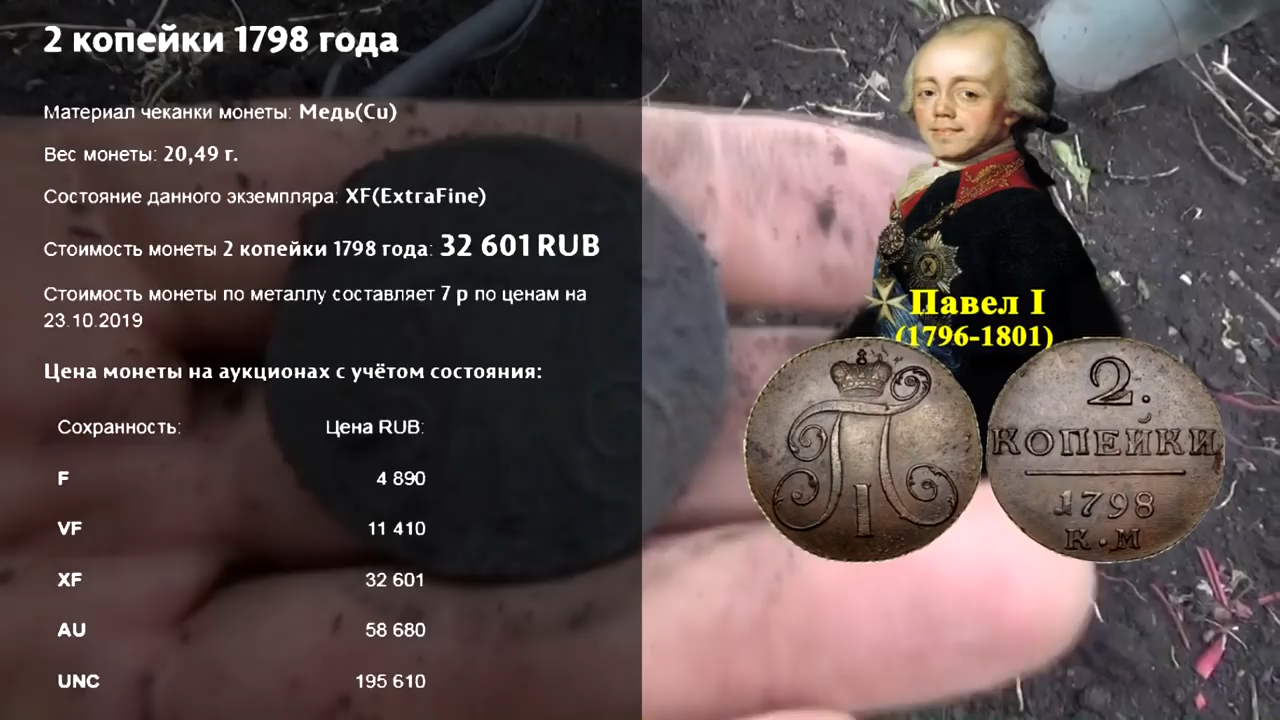 2 копейки 1798 года
Материал чеканки монеты: Медь(Cu)
Вес монеты: 20,49 г.
Состояние данного экземпляра: XF(ExtraFine)
Стоимость монеты 2 копейки 1798 года: 32 601 RUB
Стоимость монеты по металлу составляет 7 р по ценам на
23.10.2019
Цена монеты на аукционах с учётом состояния:
Сохранность: Цена RUB:
F 4 890
VF 11 410
XF 32 601
AU 58 680
UNC 195 610
Павел I
(1796-1801)
П
I
2.
КОПЕЙКИ
1798
К·М